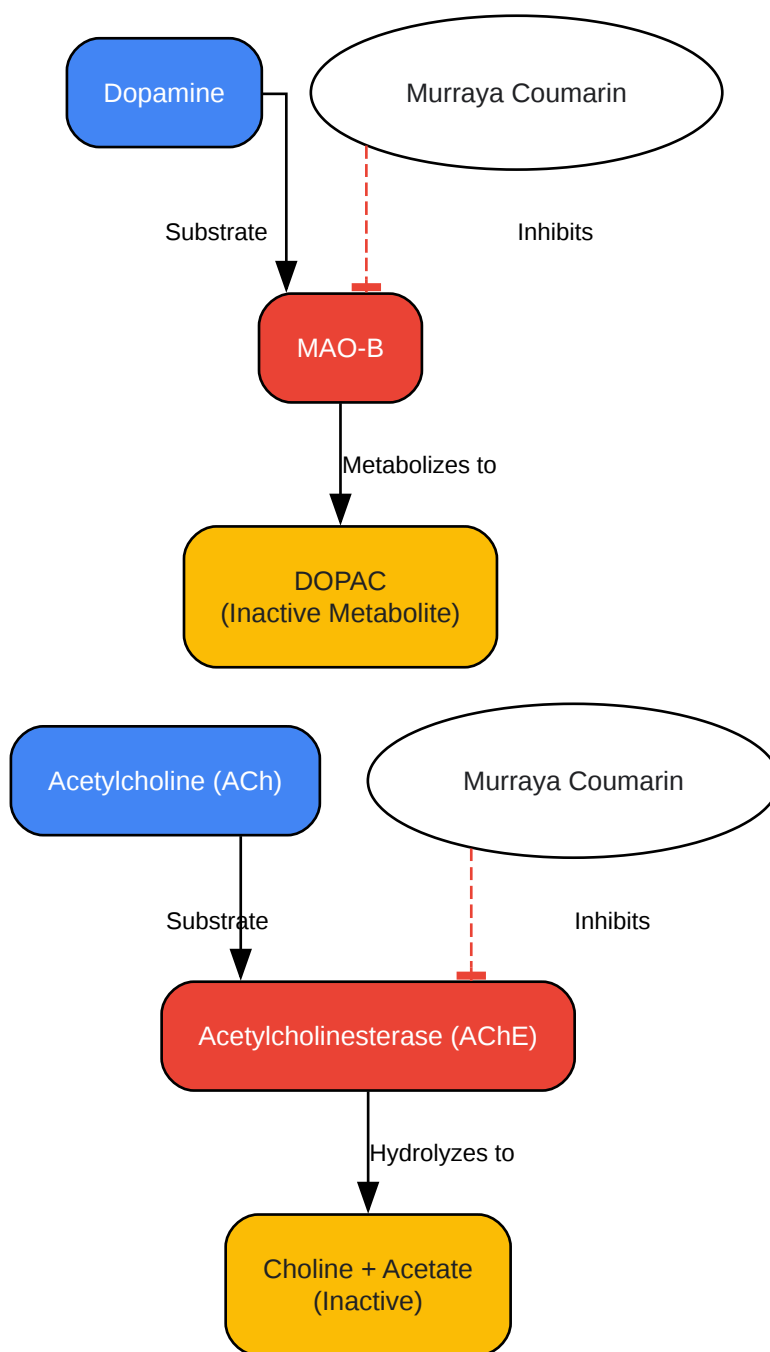 Dopamine
Murraya Coumarin
Substrate
Inhibits
MAO-B
Metabolizes to
DOPAC
(Inactive Metabolite)
Acetylcholine (ACh)
Murraya Coumarin
Substrate
Inhibits
Acetylcholinesterase (AChE)
Hydrolyzes to
Choline + Acetate
(Inactive)